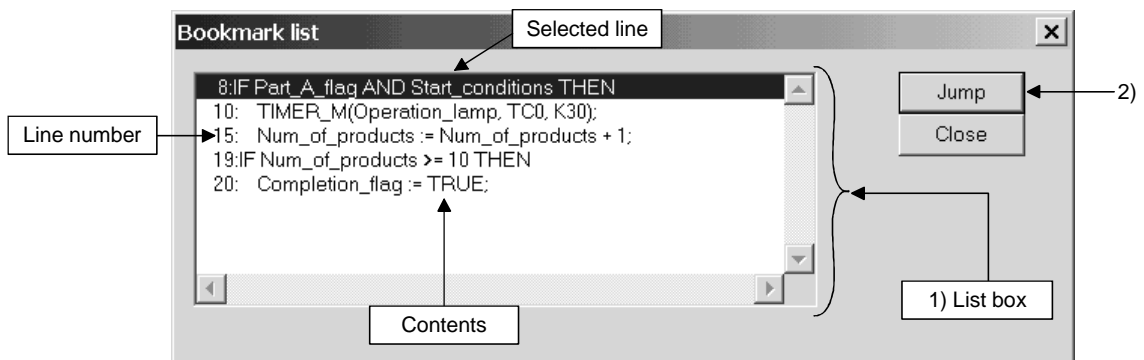 Bookmark list
Selected line
8:IF Part_A_flag AND Start_conditions THEN
10: TIMER_M(Operation_lamp, TC0, K30);
15: Num_of_products := Num_of_products + 1;
19:IF Num_of_products >= 10 THEN
20: Completion_flag := TRUE;
Line number
Contents
Jump
2)
Close
1) List box